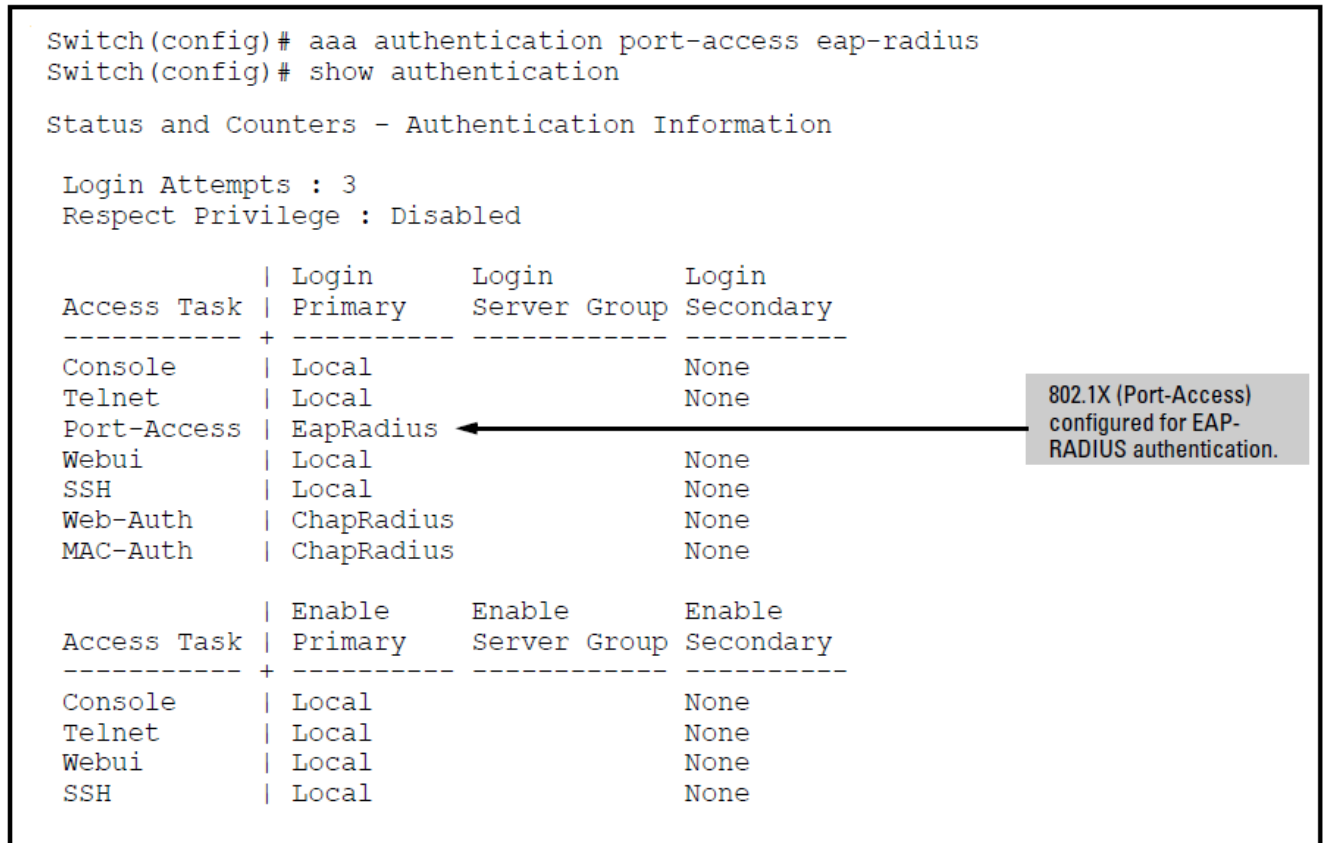 Switch(config)# aaa authentication port-access eap-radius
Switch(config)# show authentication
Status and Counters - Authentication Information
Login Attempts : 3
Respect Privilege : Disabled
| Login Login Login
Access Task | Primary Server Group Secondary
----------- + ---------- ------------ ----------
Console | Local None
Telnet | Local None
Port-Access | EapRadius
Webui | Local None
SSH | Local None
Web-Auth | ChapRadius None
MAC-Auth | ChapRadius None
802.1X (Port-Access)
configured for EAP-
RADIUS authentication.
| Enable Enable Enable
Access Task | Primary Server Group Secondary
----------- + ---------- ------------ ----------
Console | Local None
Telnet | Local None
Webui | Local None
SSH | Local None